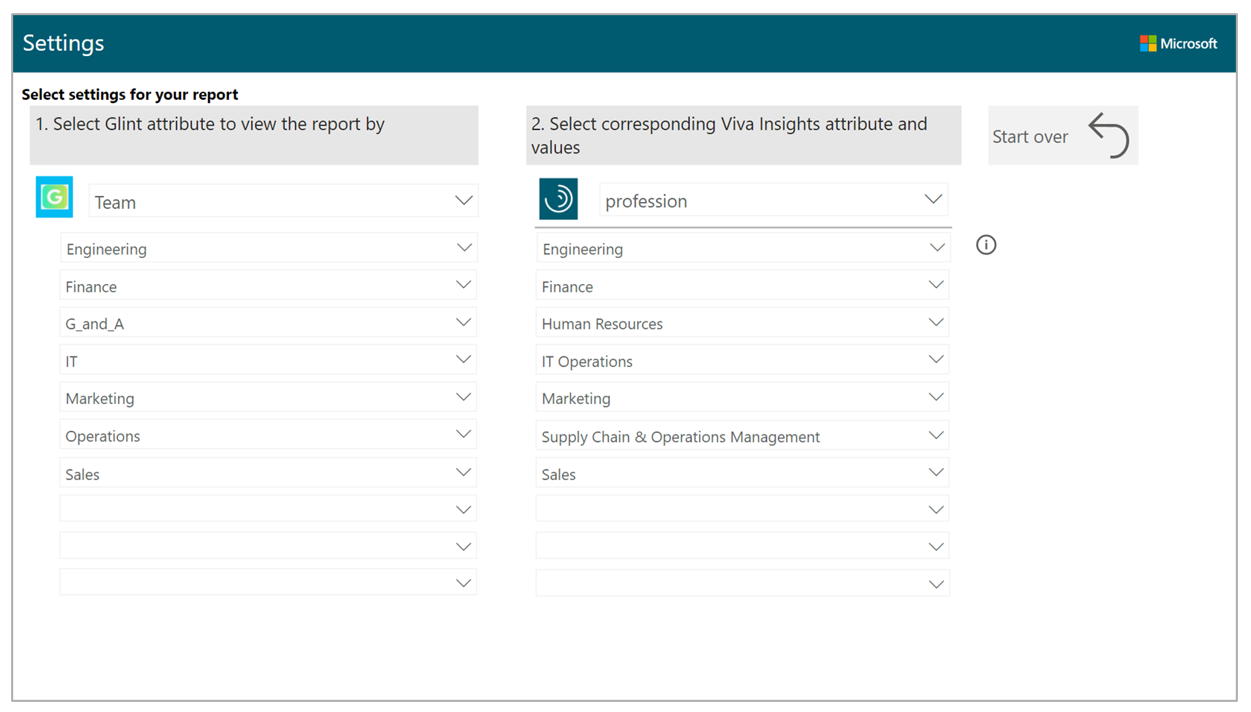 Settings
Microsoft
Select settings for your report
1. Select Glint attribute to view the report by
2. Select corresponding Viva Insights attribute and
values
Start over
G
Team
profession
Engineering
Engineering
Finance
Finance
G_and_A
Human Resources
IT
IT Operations
Marketing
Marketing
Operations
Supply Chain & Operations Management
Sales
Sales